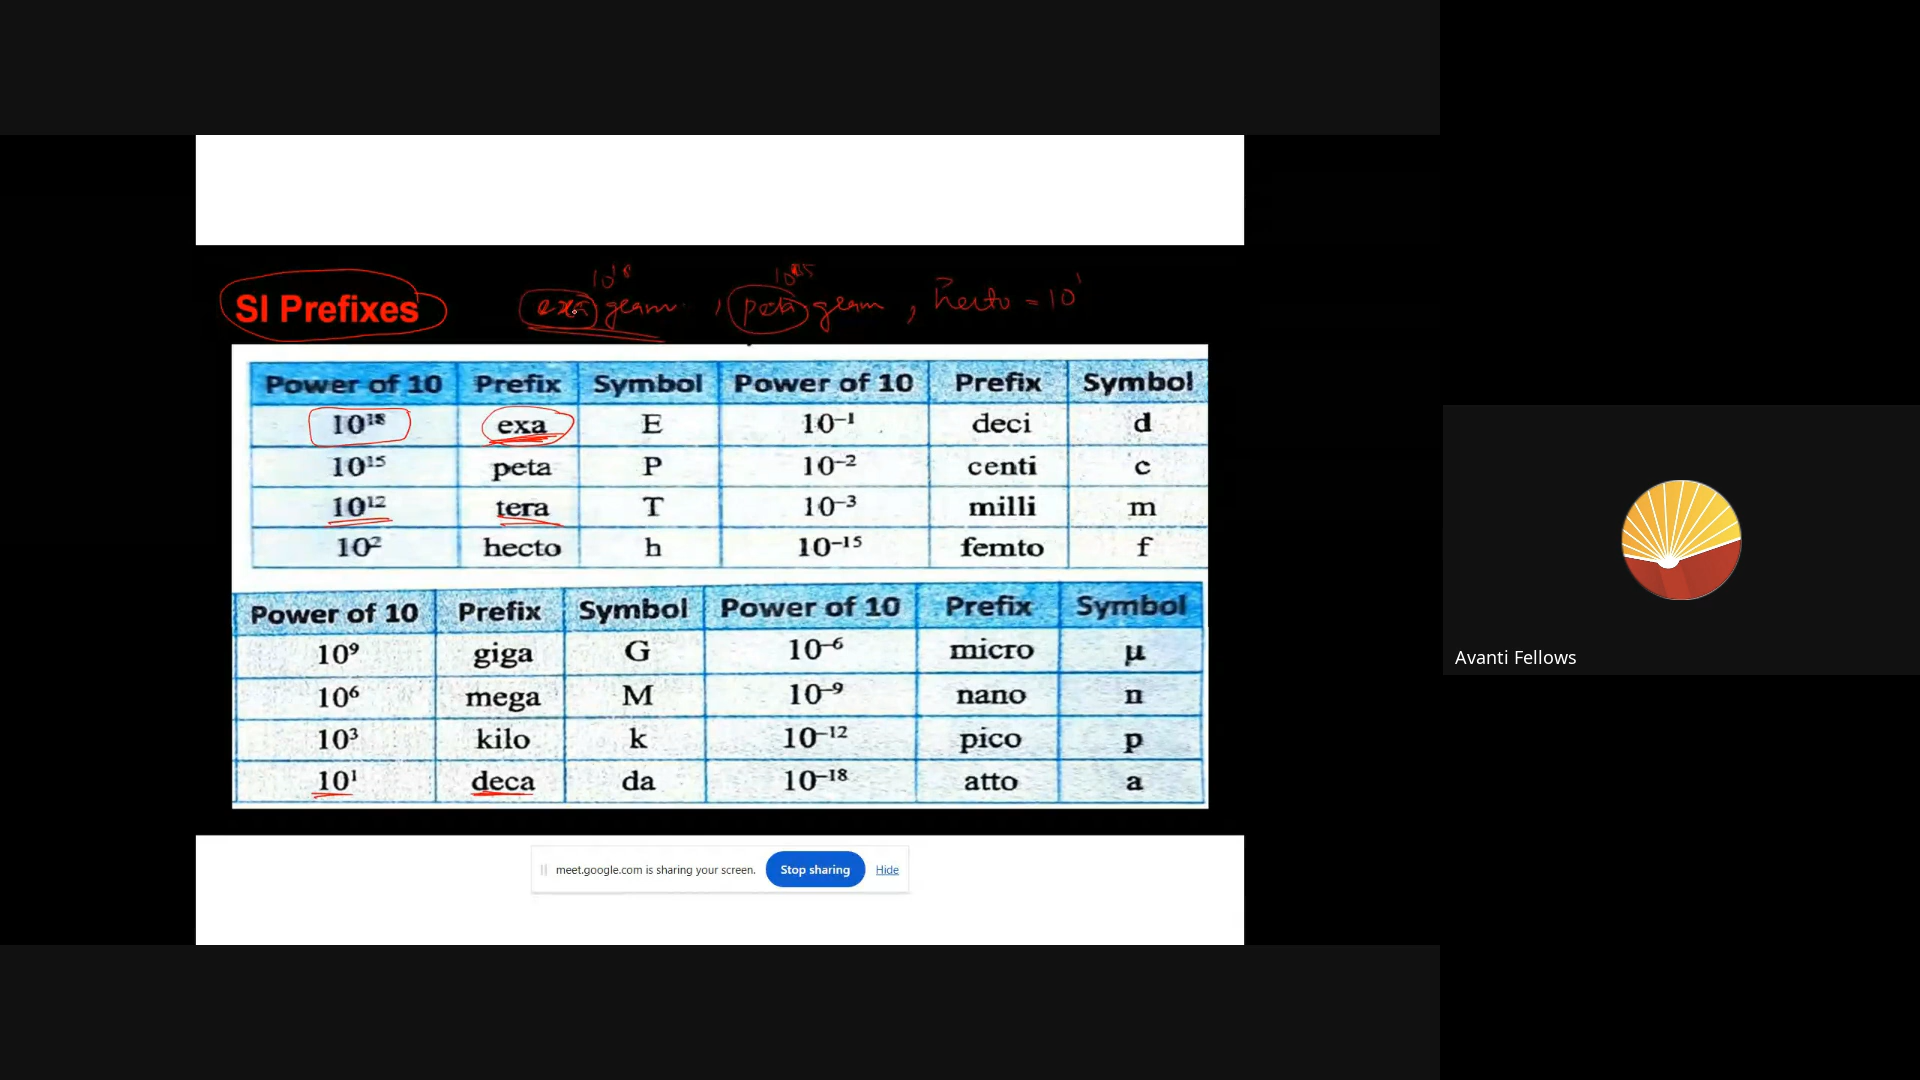 10¹⁸ 10¹⁵
SI Prefixes exa gram , peta gram , hecto = 10¹
Power of 10 Prefix Symbol Power of 10 Prefix Symbol
10¹⁸ exa E 10⁻¹ deci d
10¹⁵ peta P 10⁻² centi c
10¹² tera T 10⁻³ milli m
10² hecto h 10⁻¹⁵ femto f
Power of 10 Prefix Symbol Power of 10 Prefix Symbol
10⁹ giga G 10⁻⁶ micro μ
10⁶ mega M 10⁻⁹ nano n
10³ kilo k 10⁻¹² pico p
10¹ deca da 10⁻¹⁸ atto a
meet.google.com is sharing your screen. Stop sharing Hide
Avanti Fellows